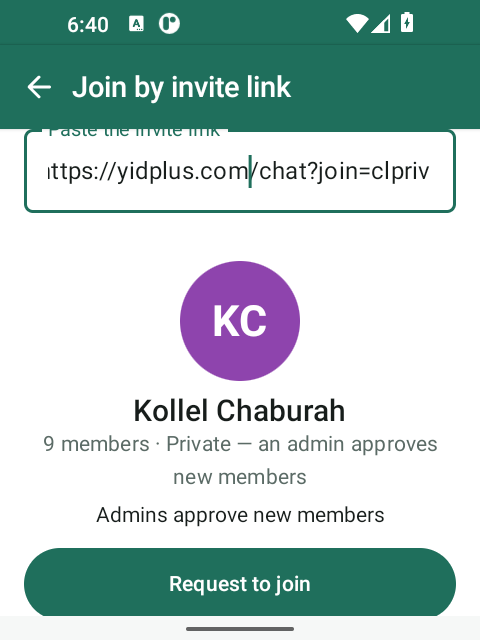 6:40
A
Join by invite link
Paste the invite link
https://yidplus.com/chat?join=clpriv
KC
Kollel Chaburah
9 members · Private — an admin approves
new members
Admins approve new members
Request to join